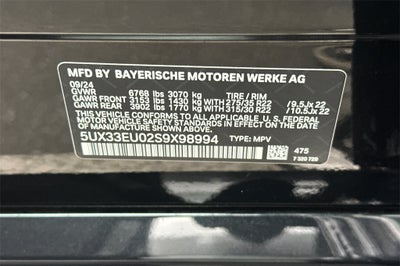 MFD BY BAYERISCHE MOTOREN WERKE AG
09/24
GVWR 6768 lbs 3070 kg TIRE / RIM
GAWR FRONT 3153 lbs 1430 kg 275/35 R22 / 9.5Jx22
GAWR REAR 3902 lbs 1770 kg 315/30 R22 / 10.5Jx22
THIS VEHICLE CONFORMS TO ALL APPLICABLE U.S. FEDERAL
MOTOR VEHICLE SAFETY STANDARDS IN EFFECT ON THE DATE
OF MANUFACTURE SHOWN ABOVE.
5UX33EU02S9X98994 TYPE: MPV
475
7 320 729